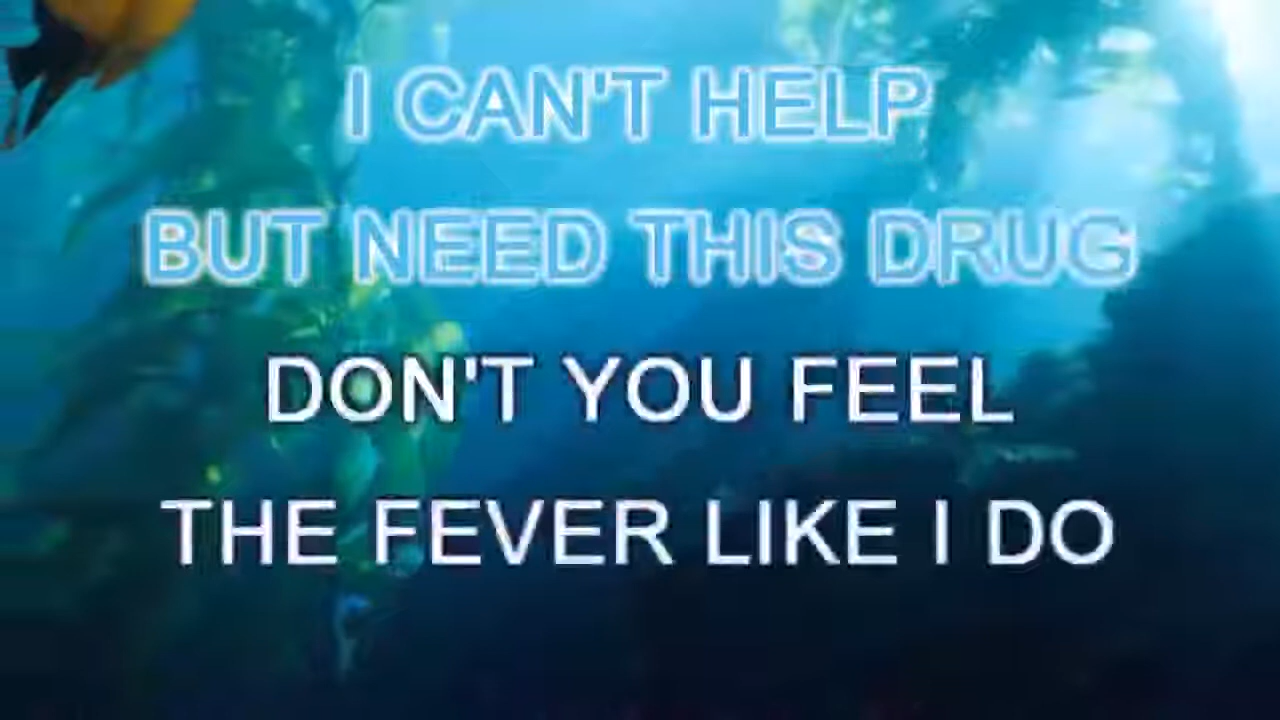 I CAN'T HELP
BUT NEED THIS DRUG
DON'T YOU FEEL
THE FEVER LIKE I DO